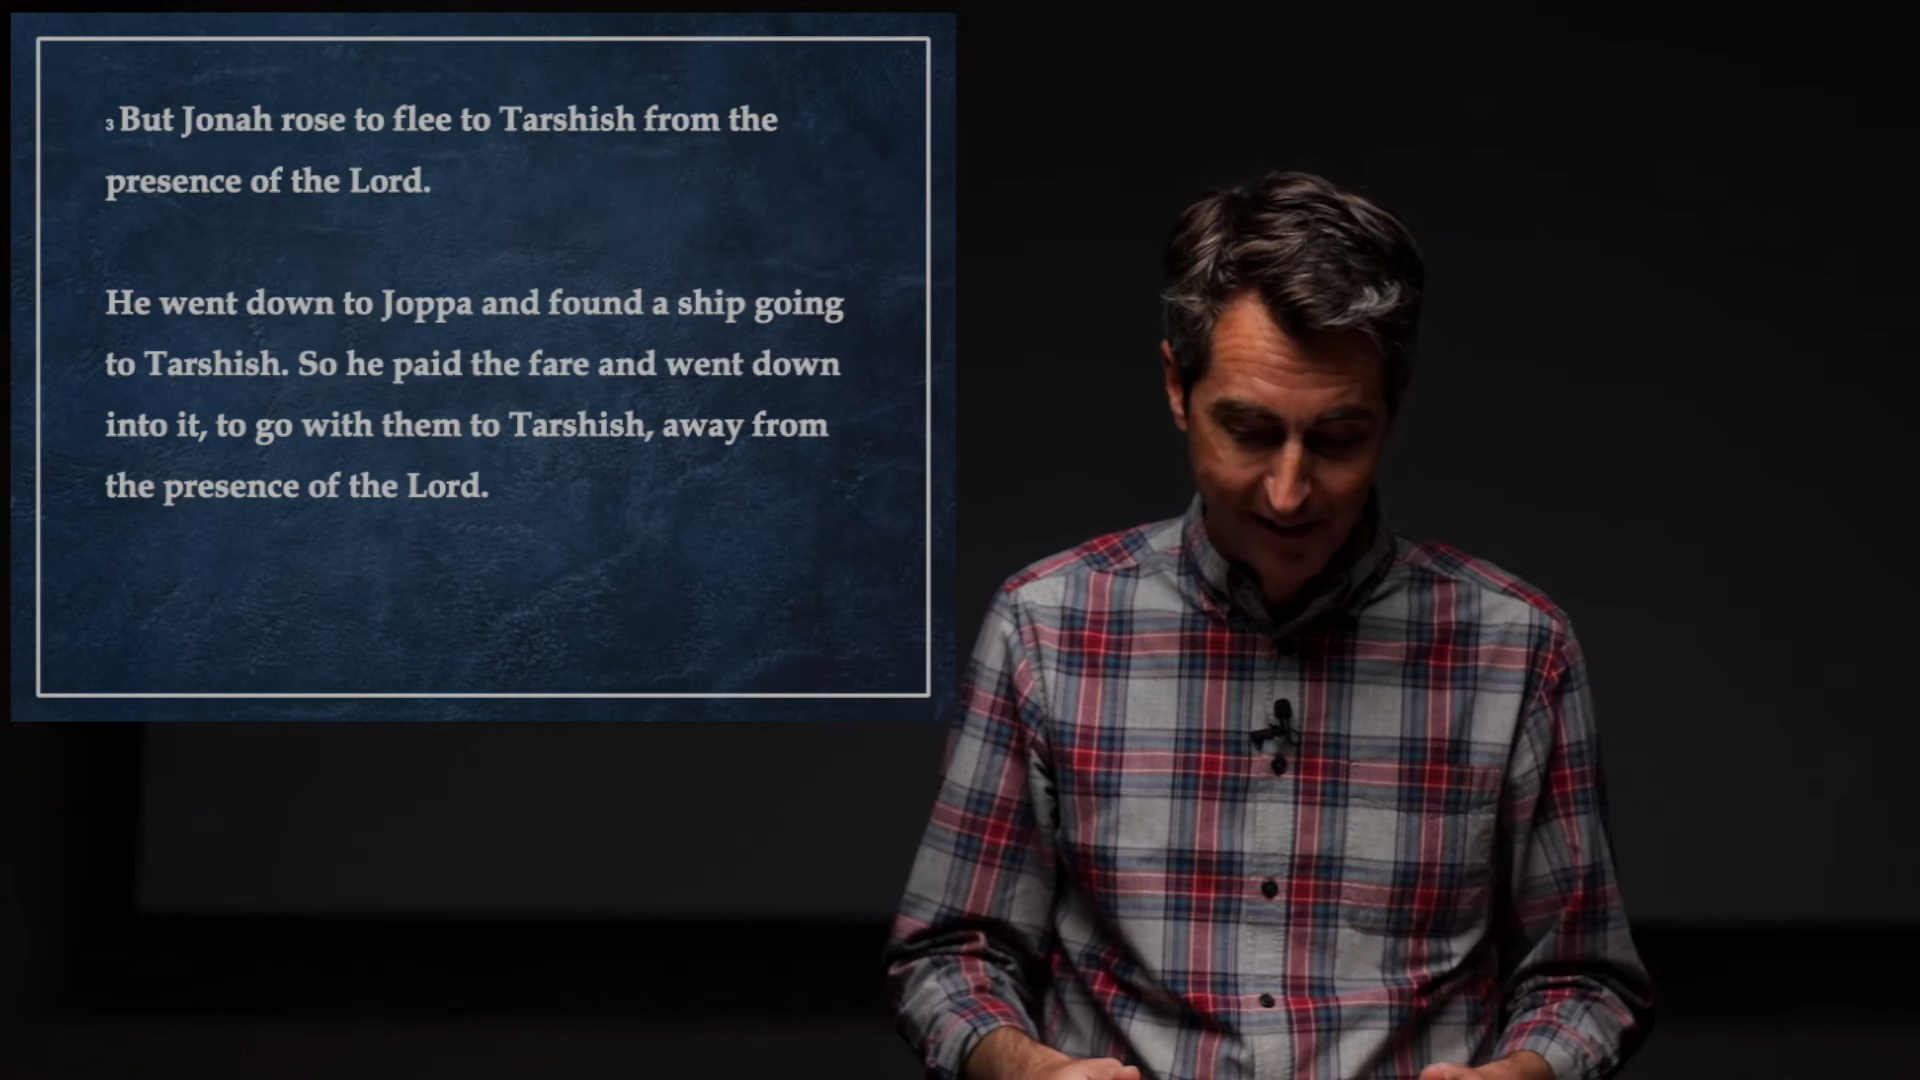 3 But Jonah rose to flee to Tarshish from the
presence of the Lord.
He went down to Joppa and found a ship going
to Tarshish. So he paid the fare and went down
into it, to go with them to Tarshish, away from
the presence of the Lord.